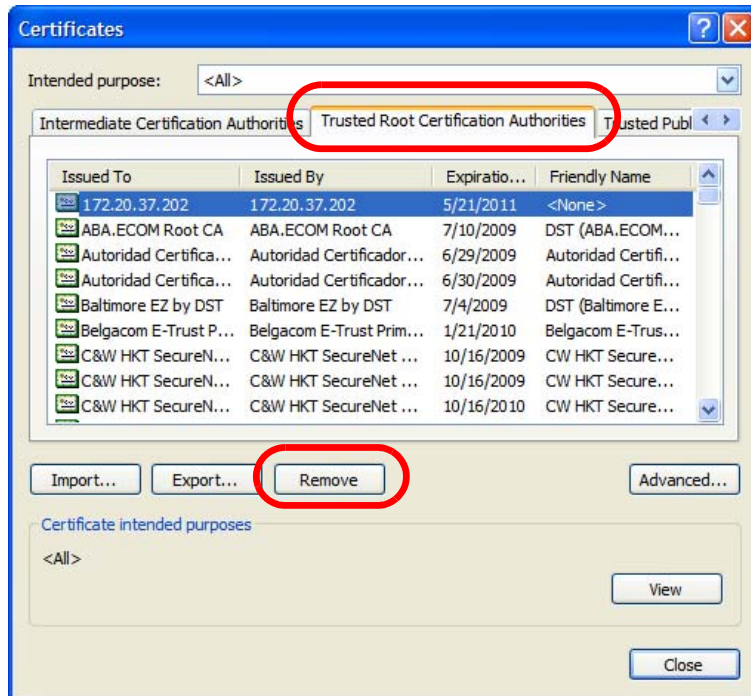 Certificates
Intended purpose: <All>
Intermediate Certification Authorities Trusted Root Certification Authorities Trusted Publ
Issued To Issued By Expiratio... Friendly Name
172.20.37.202 172.20.37.202 5/21/2011 <None>
ABA.ECOM Root CA ABA.ECOM Root CA 7/10/2009 DST (ABA.ECOM...
Autoridad Certifica... Autoridad Certificador... 6/29/2009 Autoridad Certifi...
Autoridad Certifica... Autoridad Certificador... 6/30/2009 Autoridad Certifi...
Baltimore EZ by DST Baltimore EZ by DST 7/4/2009 DST (Baltimore E...
Belgacom E-Trust P... Belgacom E-Trust Prim... 1/21/2010 Belgacom E-Trus...
C&W HKT SecureN... C&W HKT SecureNet ... 10/16/2009 CW HKT Secure...
C&W HKT SecureN... C&W HKT SecureNet ... 10/16/2009 CW HKT Secure...
C&W HKT SecureN... C&W HKT SecureNet ... 10/16/2010 CW HKT Secure...
Import... Export... Remove Advanced...
Certificate intended purposes
<All>
View
Close